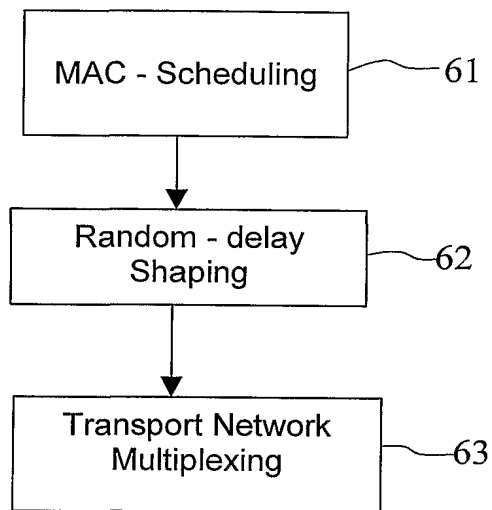 MAC - Scheduling
61
Random - delay
Shaping
62
Transport Network
Multiplexing
63